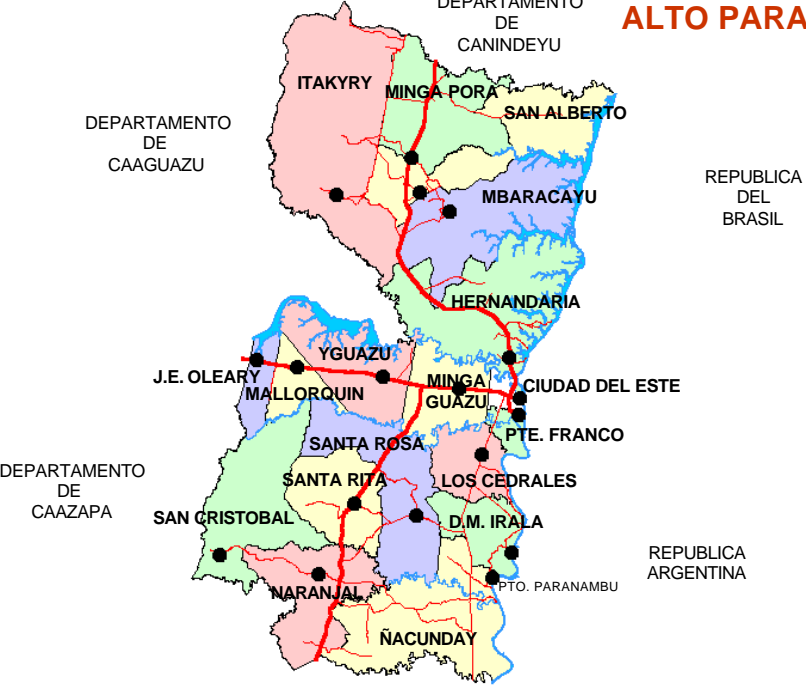 DEPARTAMENTO
DE
CANINDEYU
ALTO PARA
ITAKYRY
MINGA PORA
SAN ALBERTO
DEPARTAMENTO
DE
CAAGUAZU
REPUBLICA
DEL
BRASIL
MBARACAYU
HERNANDARIA
YGUAZU
J.E. OLEARY
MALLORQUIN
MINGA
GUAZU
CIUDAD DEL ESTE
PTE. FRANCO
SANTA ROSA
DEPARTAMENTO
DE
CAAZAPA
SANTA RITA
LOS CEDRALES
SAN CRISTOBAL
D.M. IRALA
REPUBLICA
ARGENTINA
PTO. PARANAMBU
NARANJAL
ÑACUNDAY